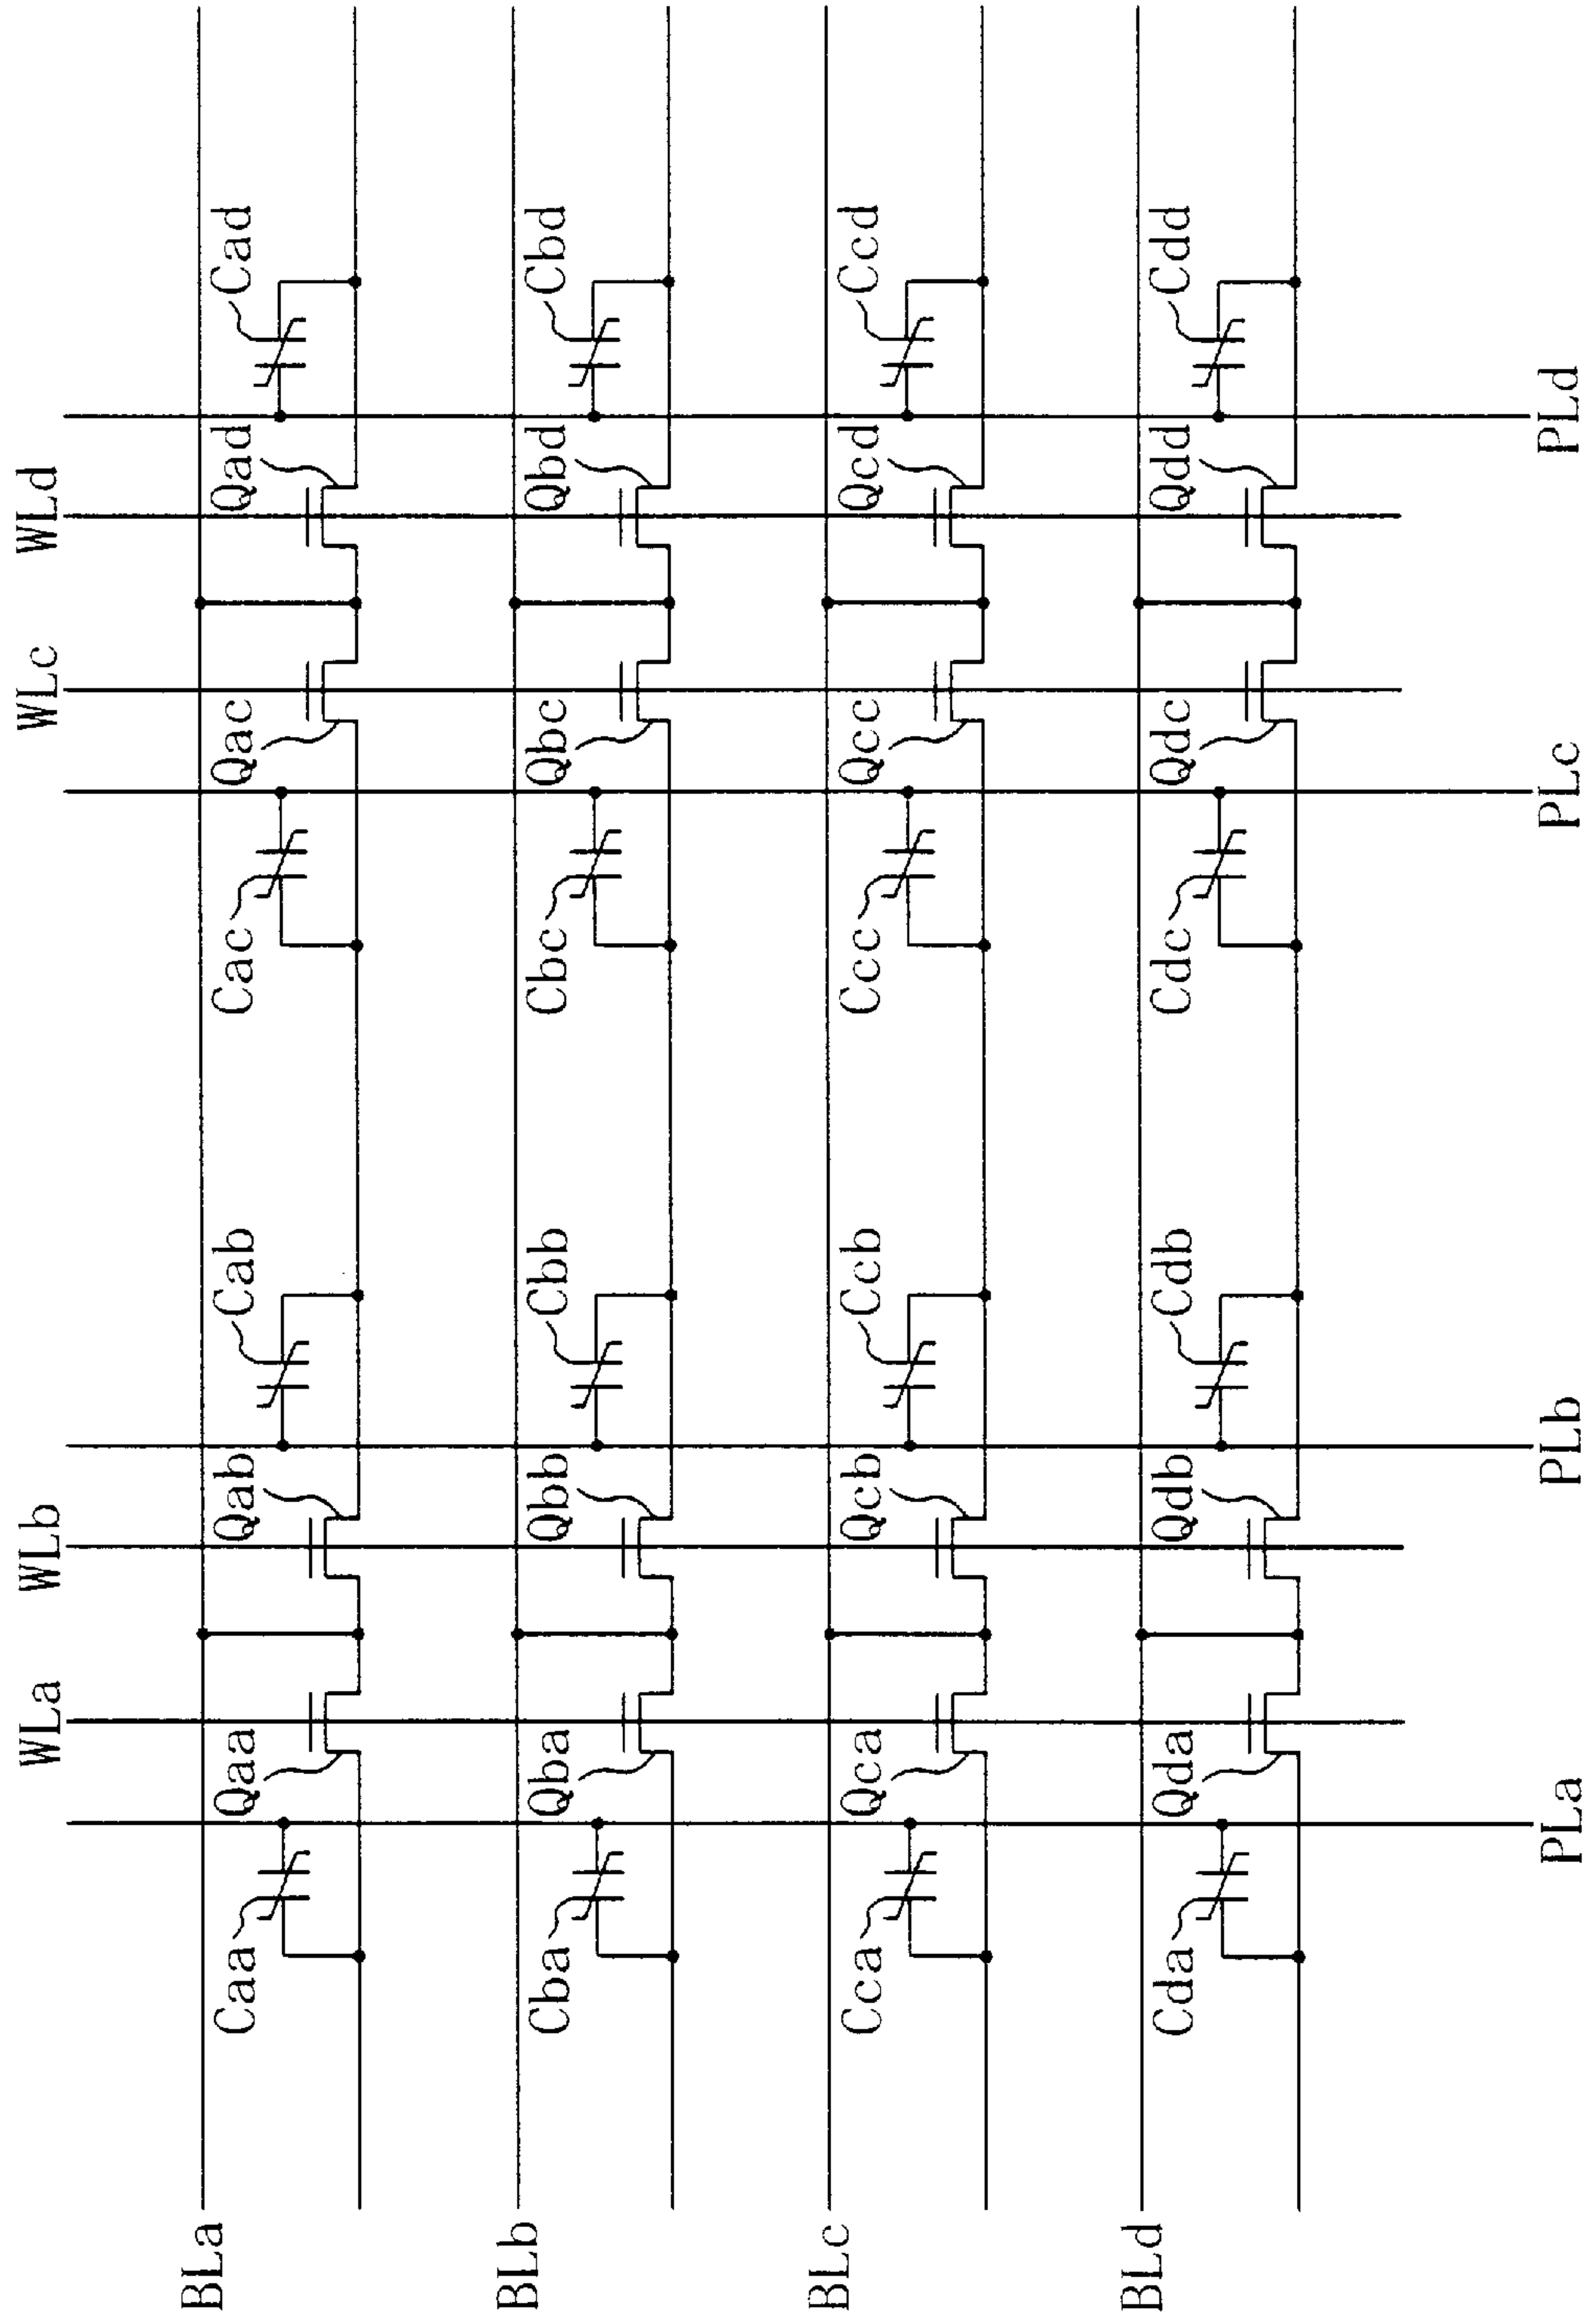 WLa WLb WLc WLd
BLa
Caa Qaa Qab Cab Cac Qac Qad Cad
BLb
Cba Qba Qbb Cbb Cbc Qbc Qbd Cbd
BLc
Cca Qca Qcb Ccb Ccc Qcc Qcd Ccd
BLd
Cda Qda Qdb Cdb Cdc Qdc Qdd Cdd
PLa PLb PLc PLd